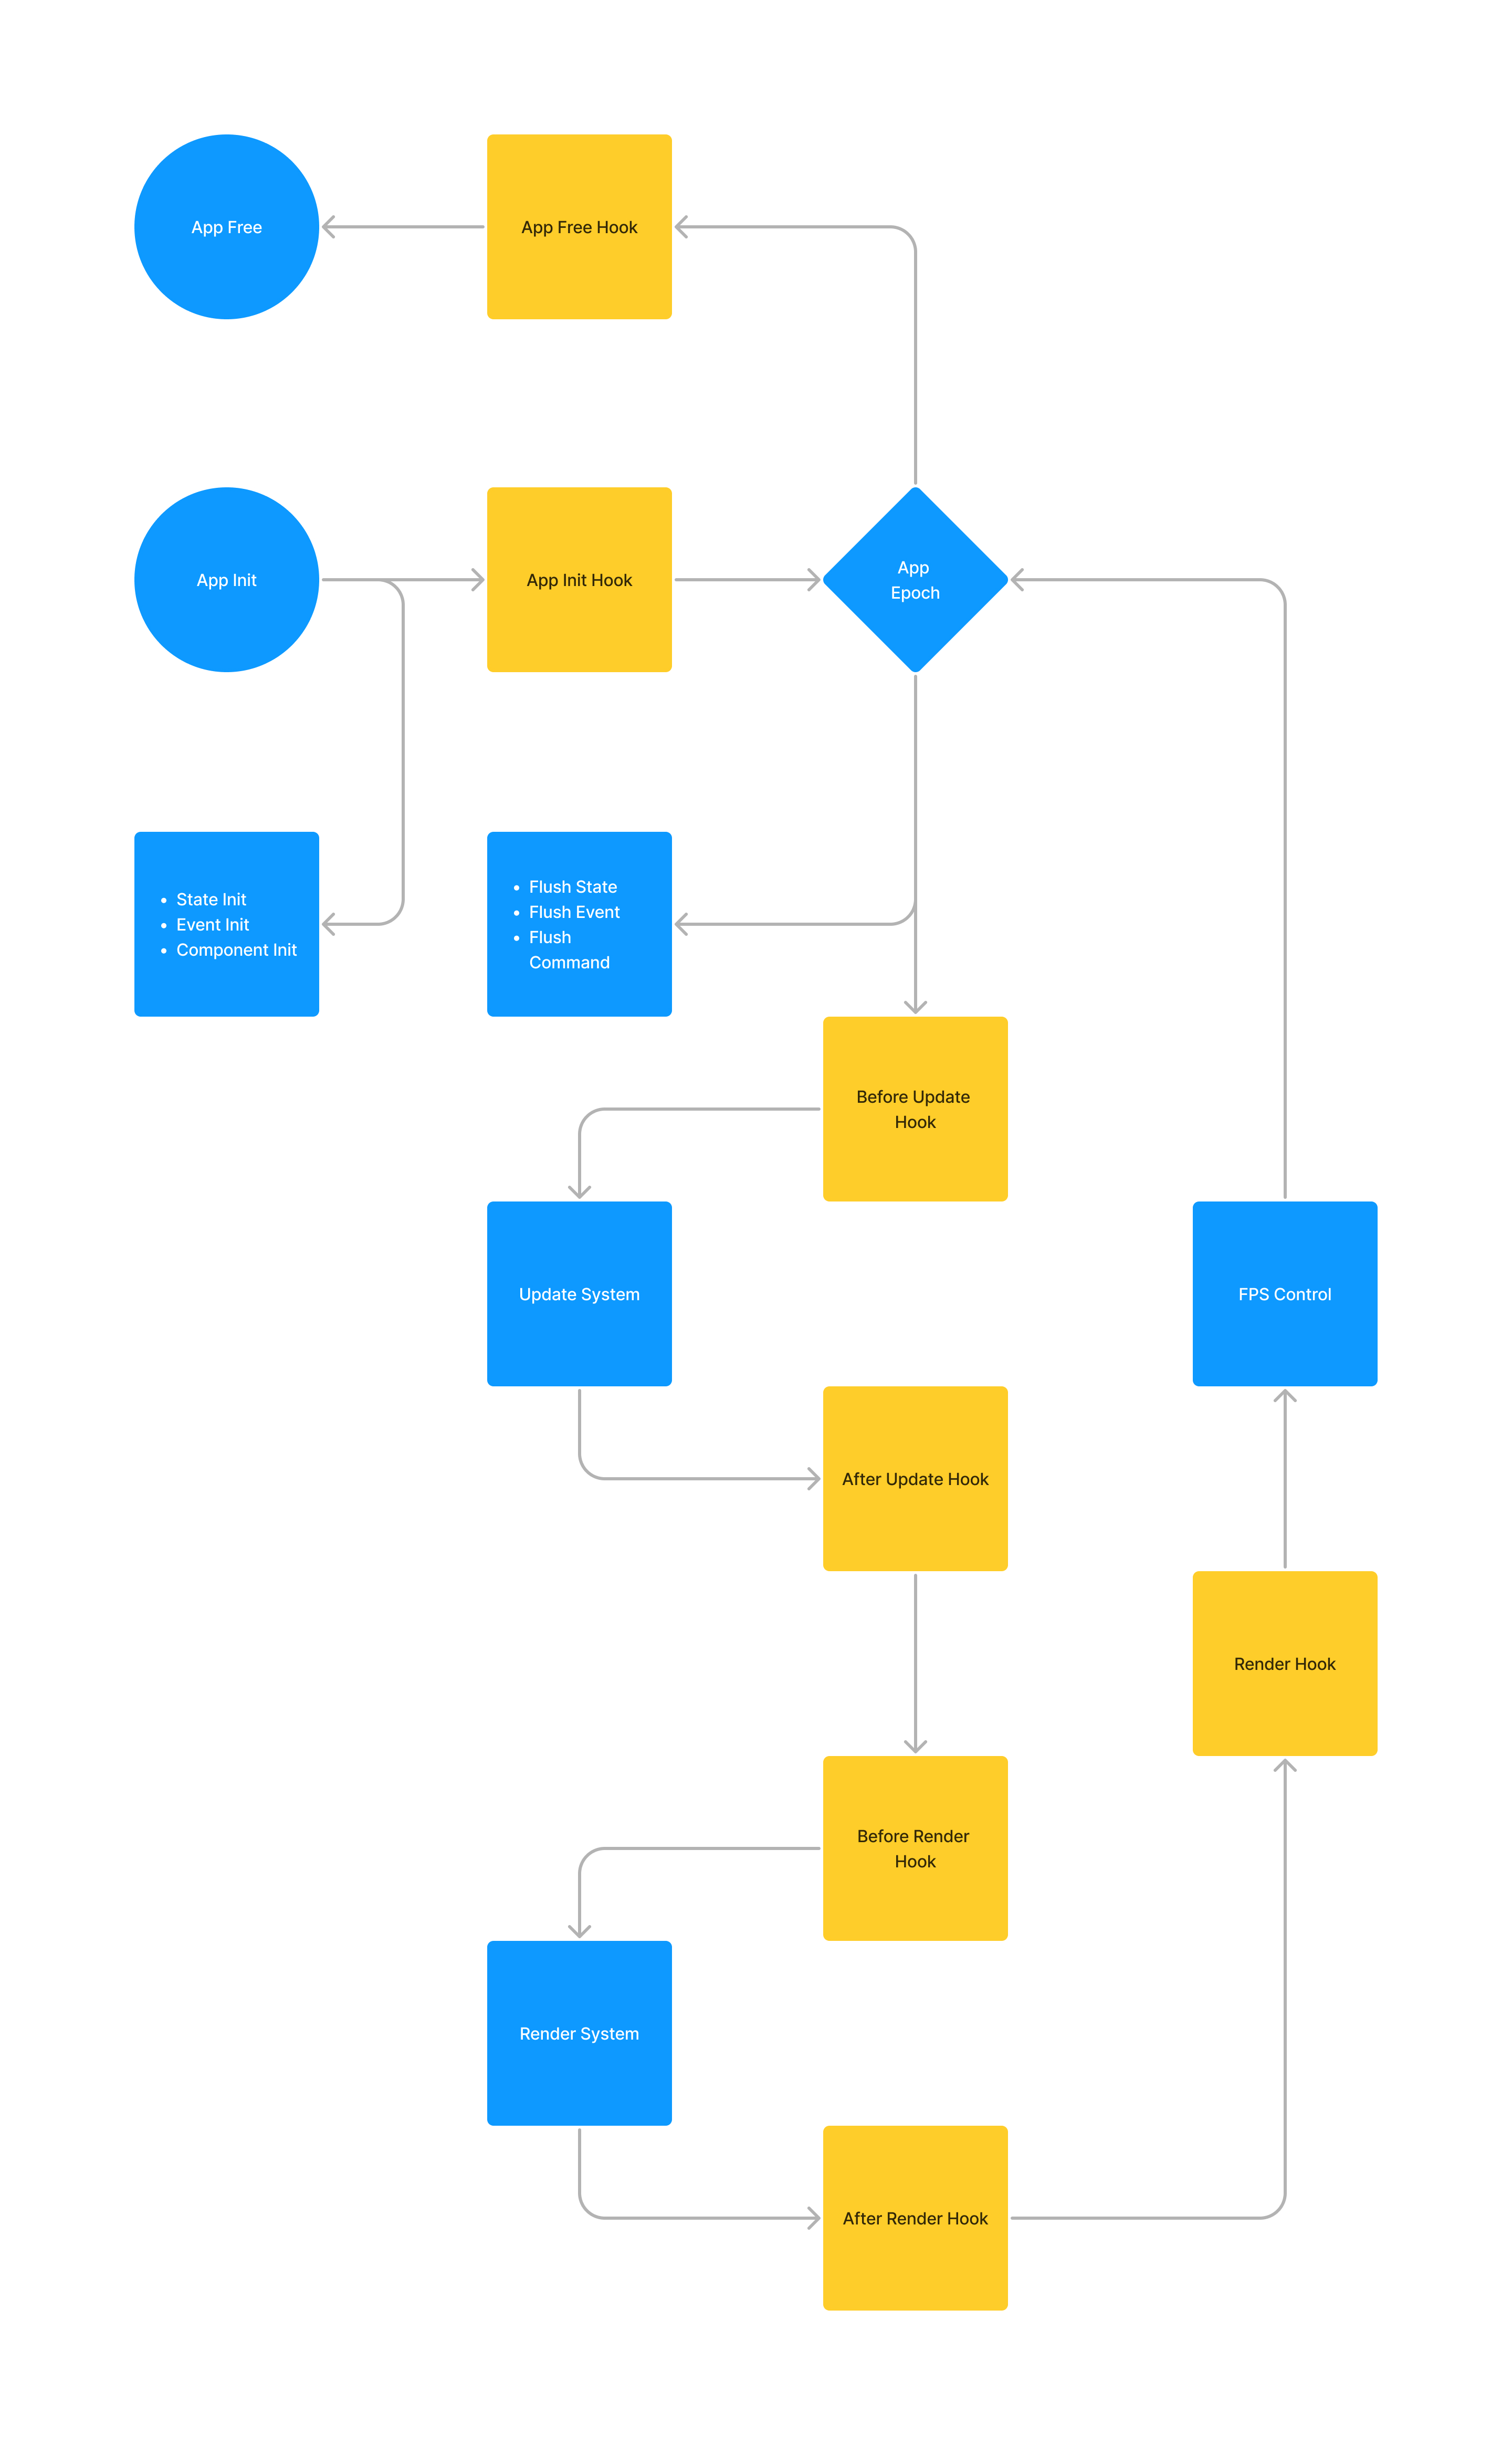 App Free
App Free Hook
App Init
App Init Hook
App
Epoch
• State Init
• Event Init
• Component Init
• Flush State
• Flush Event
• Flush
Command
Before Update
Hook
Update System
FPS Control
After Update Hook
Render Hook
Before Render
Hook
Render System
After Render Hook